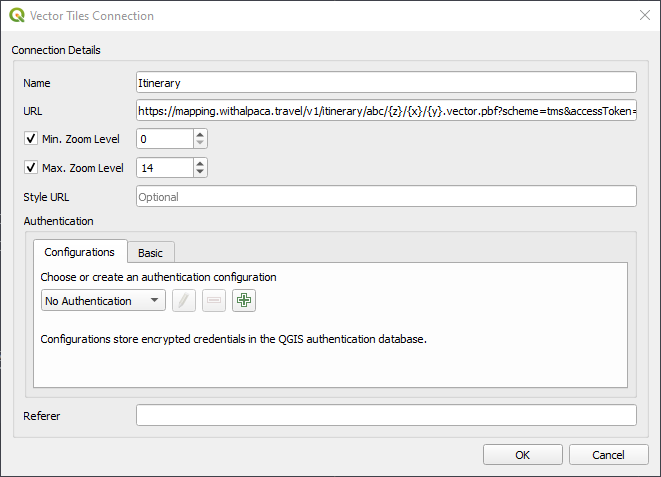 Vector Tiles Connection
Connection Details
Name Itinerary
URL https://mapping.withalpaca.travel/v1/itinerary/abc/{z}/{x}/{y}.vector.pbf?scheme=tms&accessToken=
Min. Zoom Level 0
Max. Zoom Level 14
Style URL Optional
Authentication
Configurations Basic
Choose or create an authentication configuration
No Authentication
Configurations store encrypted credentials in the QGIS authentication database.
Referer
OK Cancel